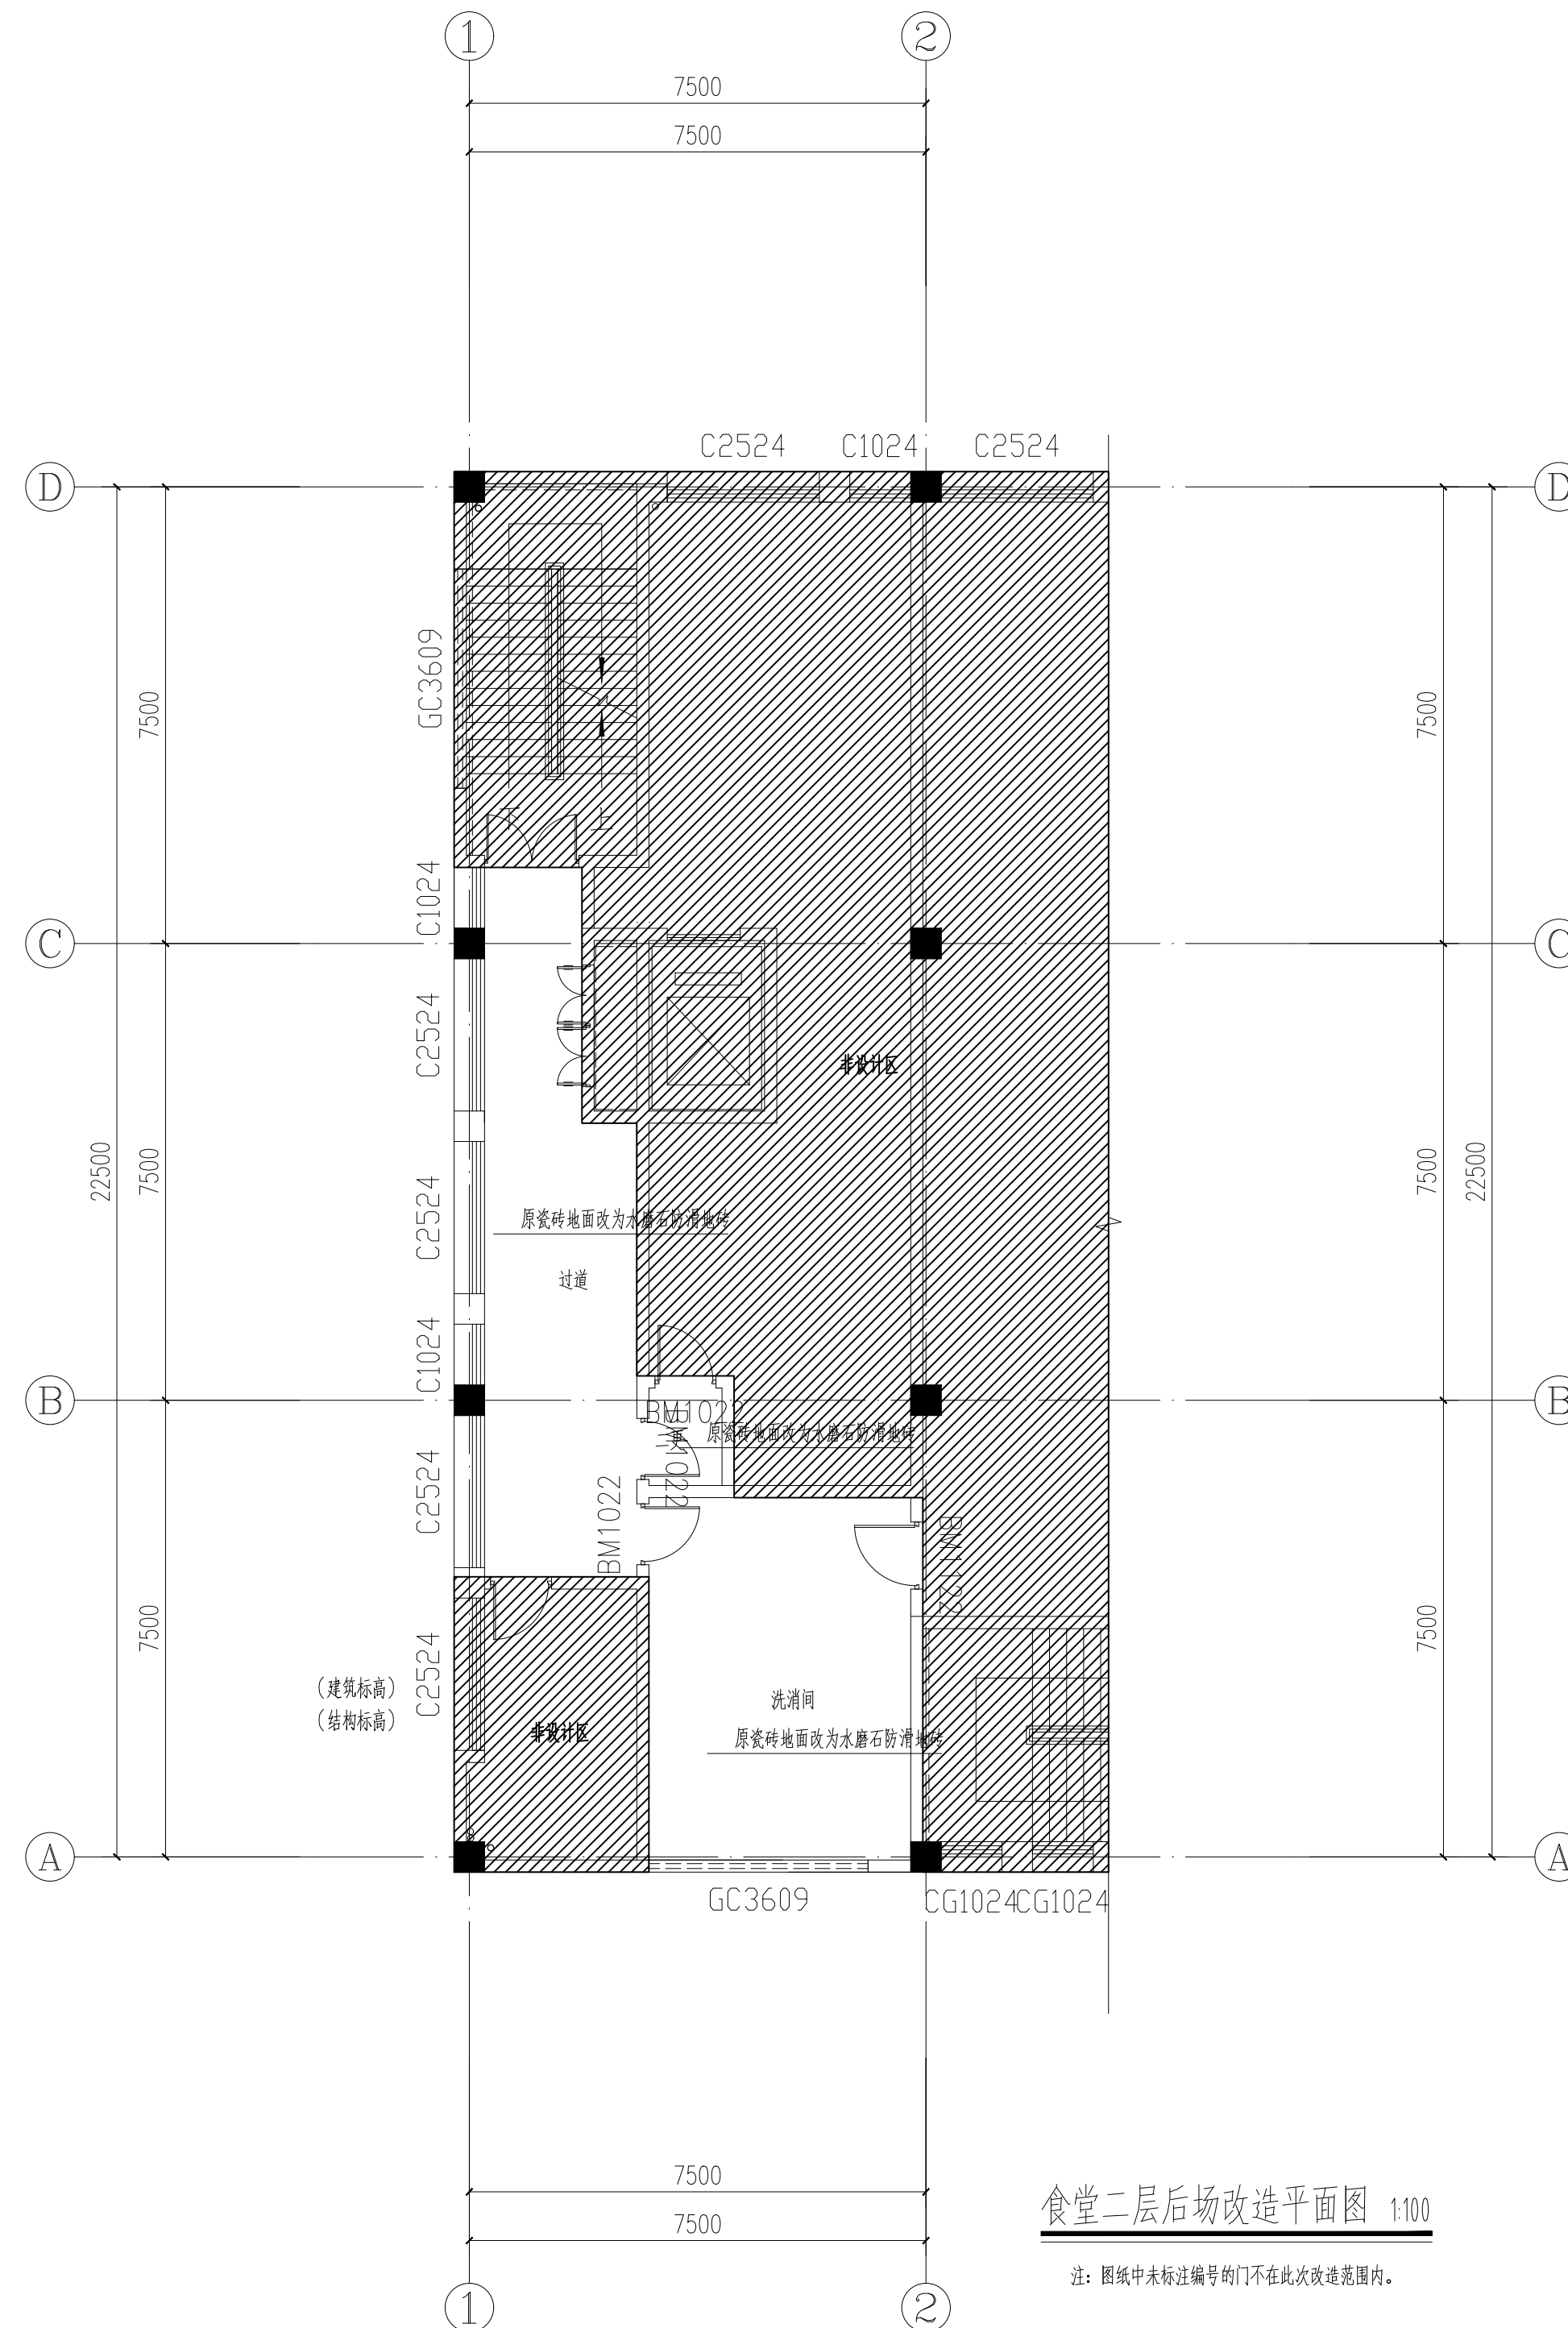 1
2
7500
7500
C2524
C1024
C2524
D
D
GC3609
7500
7500
C1024
C
C
C2524
非设计区
22500
7500
C2524
7500
22500
原瓷砖地面改为水磨石防滑地砖
过道
C1024
B
B
BM1022
BM1022
二更
原瓷砖地面改为水磨石防滑地砖
C2524
BM1022
BM1122
7500
C2524
7500
(建筑标高)
(结构标高)
洗消间
非设计区
原瓷砖地面改为水磨石防滑地砖
A
A
GC3609
CG1024
CG1024
7500
7500
食堂二层后场改造平面图 1:100
注：图纸中未标注编号的门不在此次改造范围内。
1
2